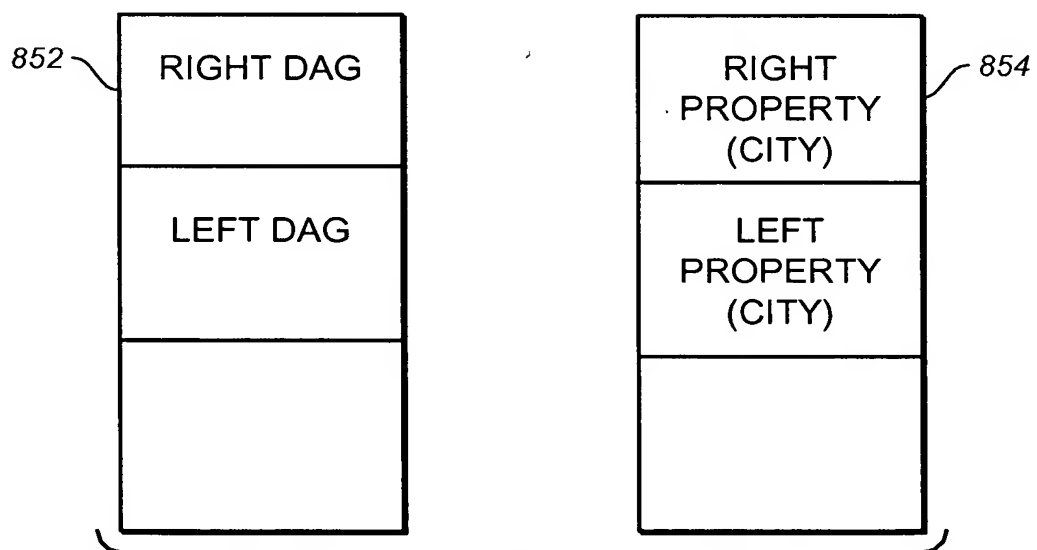 852
RIGHT DAG
LEFT DAG
RIGHT
PROPERTY
(CITY)
LEFT
PROPERTY
(CITY)
854